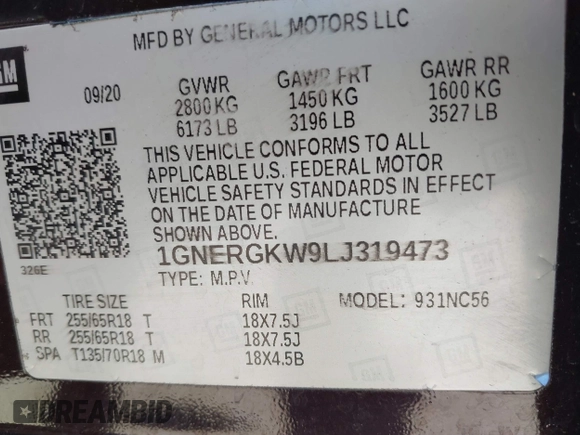 MFD BY GENERAL MOTORS LLC
GM
09/20
GVWR GAWR FRT GAWR RR
2800 KG 1450 KG 1600 KG
6173 LB 3196 LB 3527 LB
THIS VEHICLE CONFORMS TO ALL
APPLICABLE U.S. FEDERAL MOTOR
VEHICLE SAFETY STANDARDS IN EFFECT
ON THE DATE OF MANUFACTURE
SHOWN ABOVE.
326E
1GNERGKW9LJ319473
TYPE: M.P.V.
TIRE SIZE RIM MODEL: 931NC56
FRT 255/65R18 T 18X7.5J
RR 255/65R18 T 18X7.5J
SPA T135/70R18 M 18X4.5B
DREAMBID